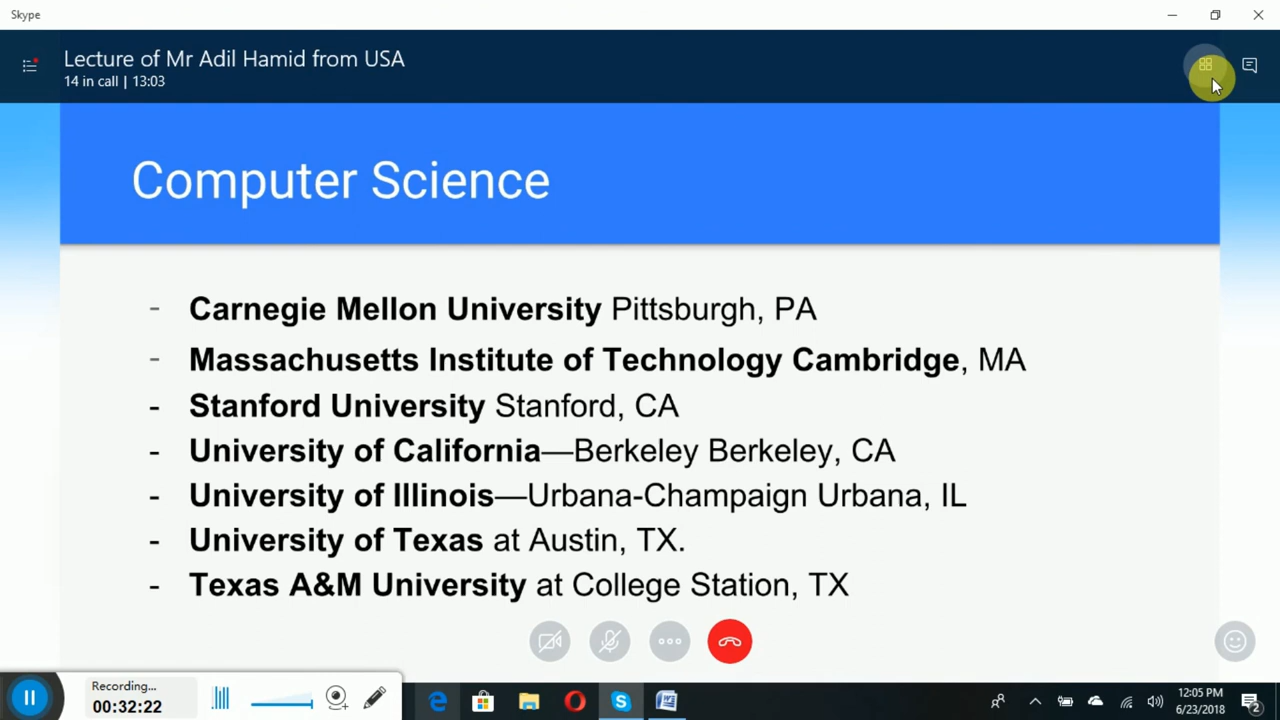 Skype
Lecture of Mr Adil Hamid from USA
14 in call | 13:03
Computer Science
- Carnegie Mellon University Pittsburgh, PA
- Massachusetts Institute of Technology Cambridge, MA
- Stanford University Stanford, CA
- University of California—Berkeley Berkeley, CA
- University of Illinois—Urbana-Champaign Urbana, IL
- University of Texas at Austin, TX.
- Texas A&M University at College Station, TX
Recording...
00:32:22
12:05 PM
6/23/2018
2